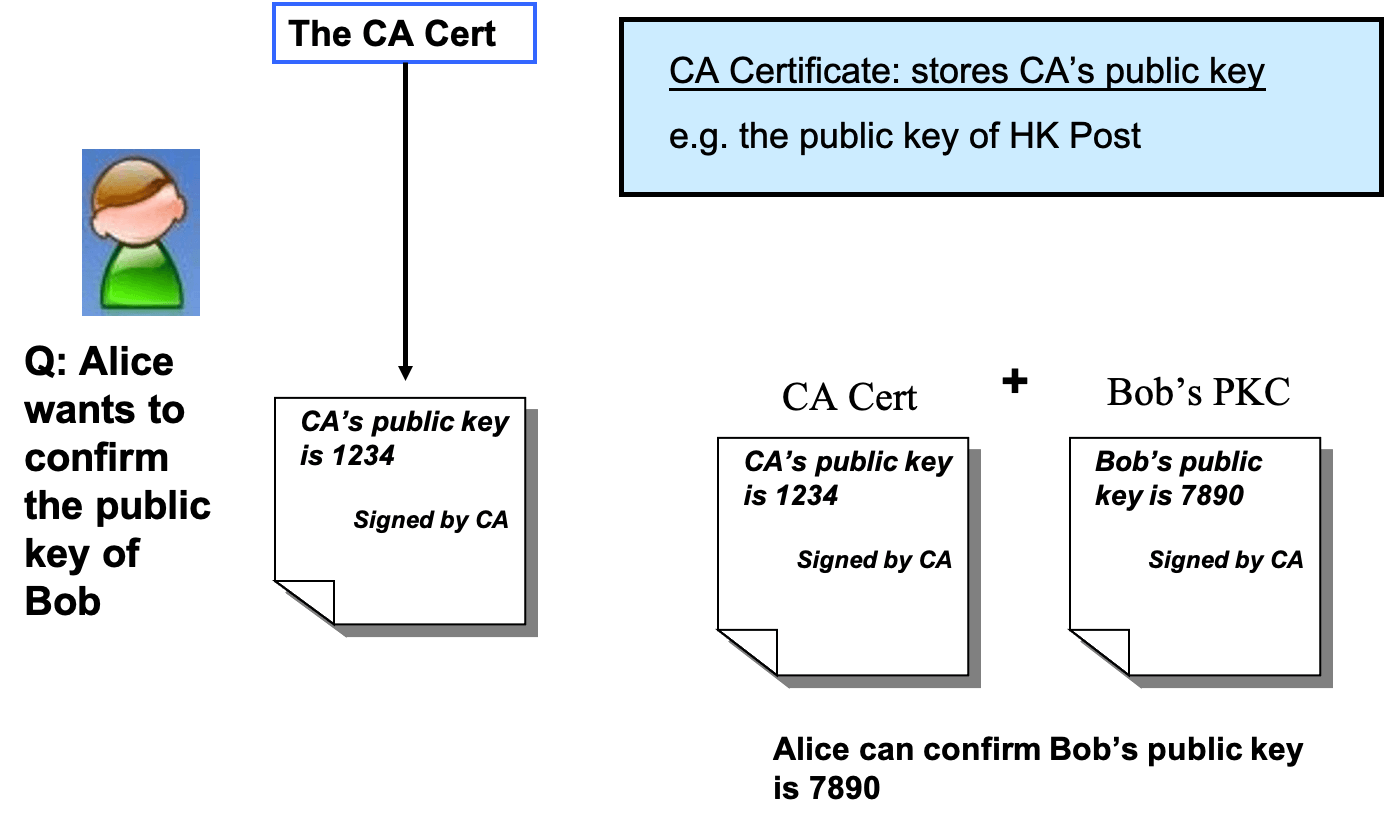 The CA Cert
CA Certificate: stores CA’s public key
e.g. the public key of HK Post
Q: Alice
wants to
confirm
the public
key of
Bob
CA’s public key
is 1234
Signed by CA
CA Cert
+
Bob’s PKC
CA’s public key
is 1234
Signed by CA
Bob’s public
key is 7890
Signed by CA
Alice can confirm Bob’s public key
is 7890